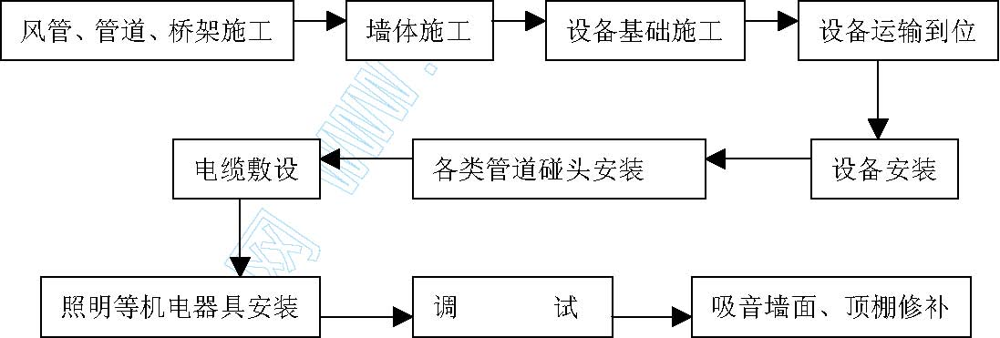 风管、管道、桥架施工
墙体施工
设备基础施工
设备运输到位
设备安装
各类管道碰头安装
电缆敷设
照明等机电器具安装
调 试
吸音墙面、顶棚修补
网 www.